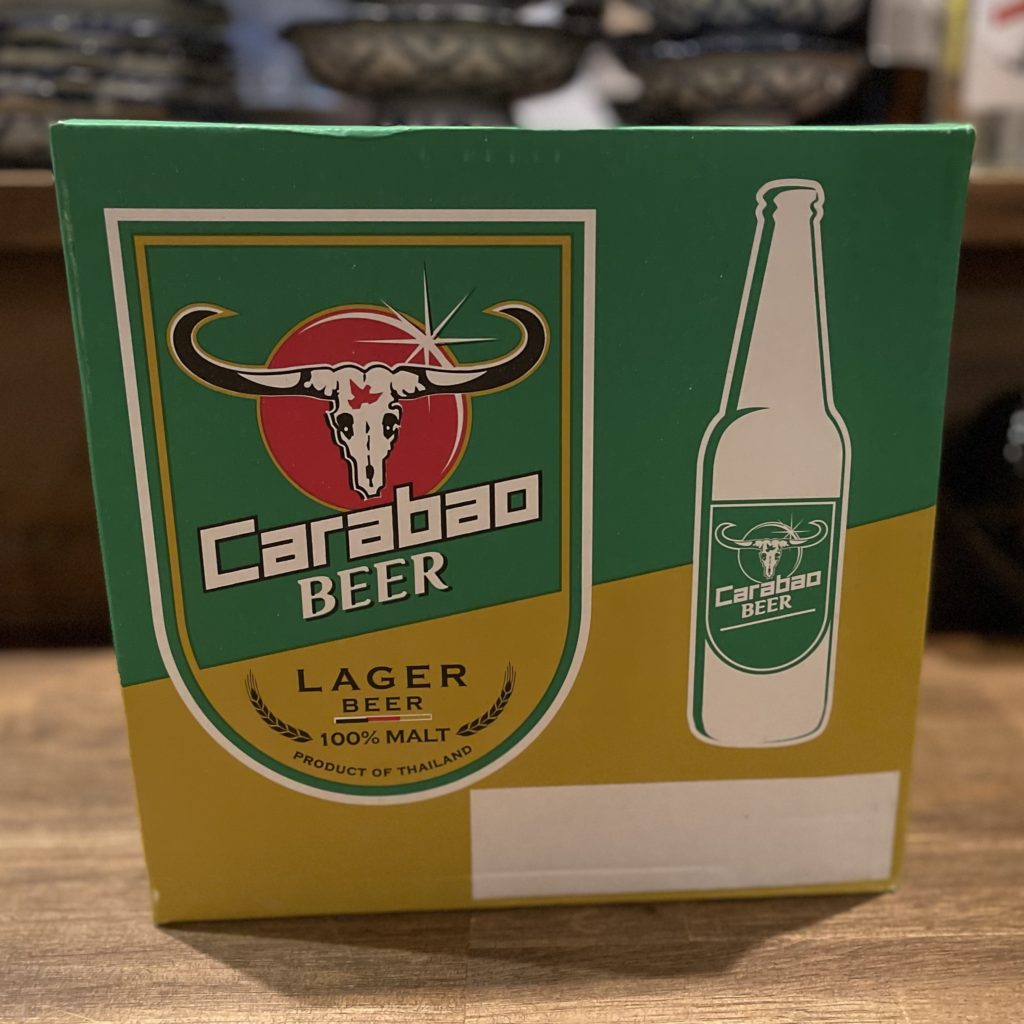 Carabao
BEER
LAGER
BEER
100% MALT
PRODUCT OF THAILAND
Carabao
BEER